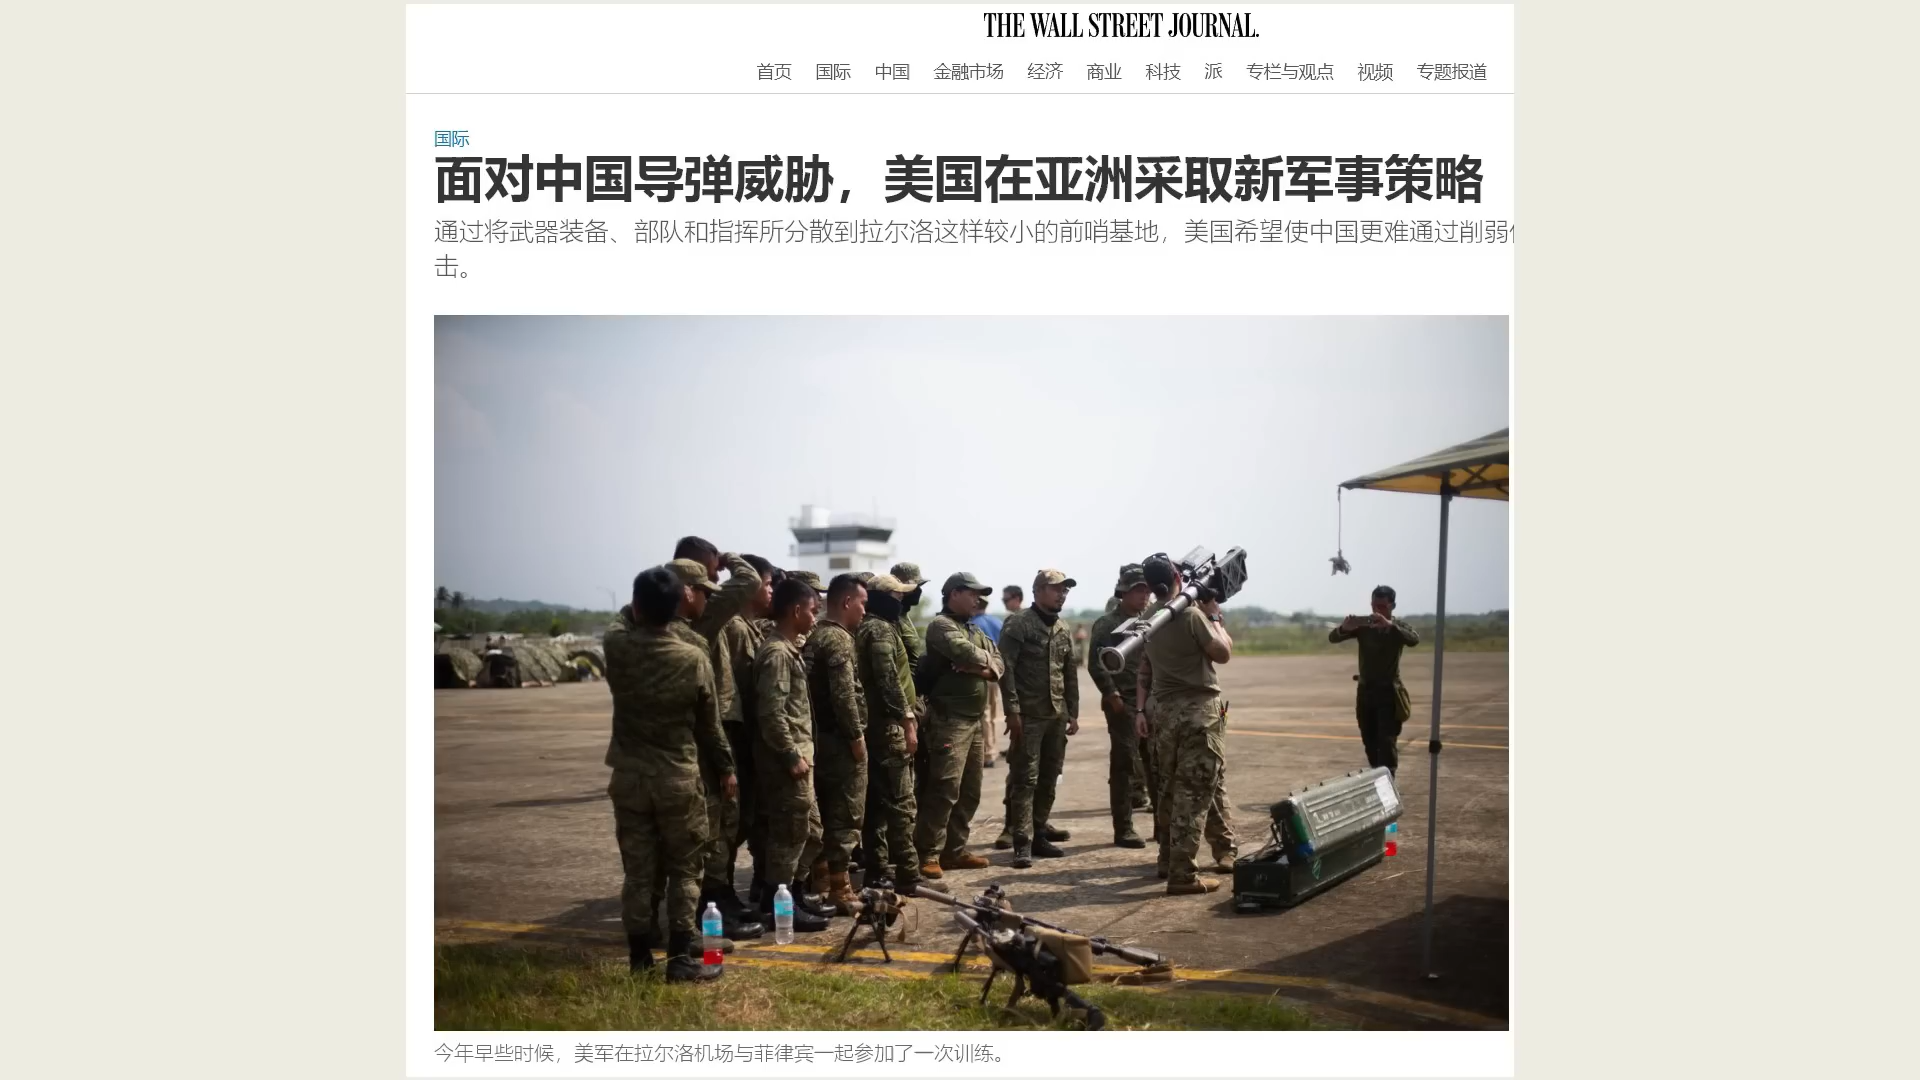 THE WALL STREET JOURNAL.
首页 国际 中国 金融市场 经济 商业 科技 派 专栏与观点 视频 专题报道
国际
面对中国导弹威胁，美国在亚洲采取新军事策略
通过将武器装备、部队和指挥所分散到拉尔洛这样较小的前哨基地，美国希望使中国更难通过削弱
击。
今年早些时候，美军在拉尔洛机场与菲律宾一起参加了一次训练。